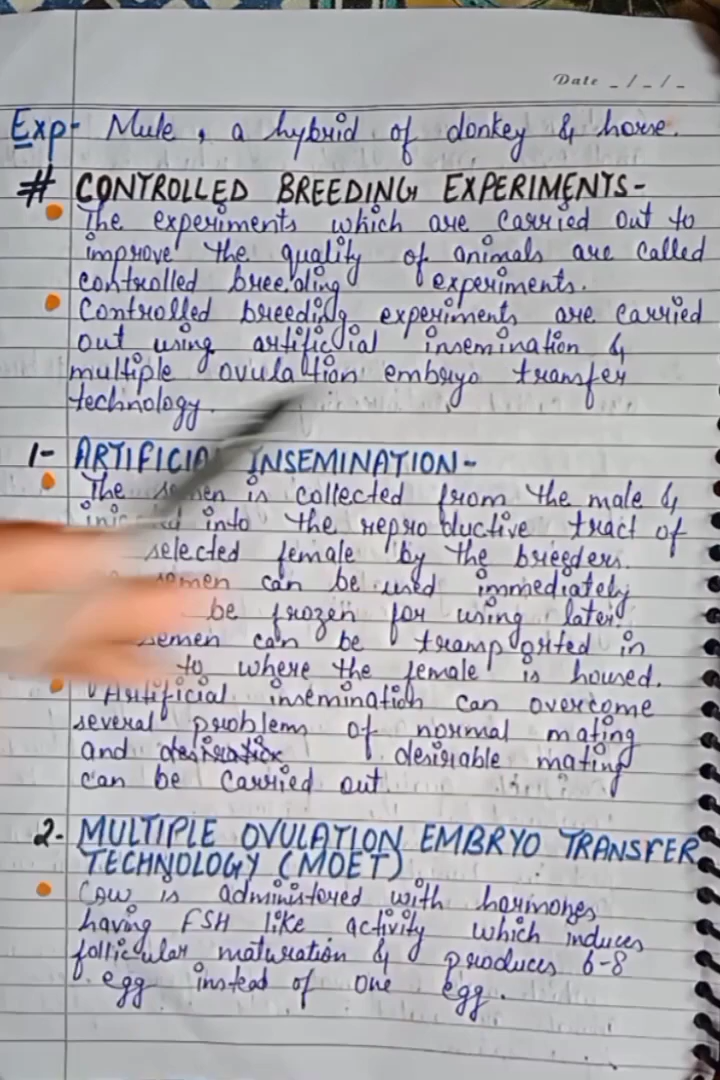 Date _/_/_
Exp- Mule, a hybrid of donkey & horse.
# CONTROLLED BREEDING EXPERIMENTS-
The experiments which are carried out to
improve the quality of animals are called
controlled breeding experiments.
Controlled breeding experiments are carried
out using artificial insemination &
multiple ovulation embryo transfer
technology.
1- ARTIFICIAL INSEMINATION-
The semen is collected from the male &
into the reproductive tract of
selected female by the breeders.
semen can be used immediately
be frozen for using later.
semen can be transported in
to where the female is housed.
Artificial insemination can overcome
several problems of normal mating
and desirable mating
can be carried out.
2- MULTIPLE OVULATION EMBRYO TRANSFER
TECHNOLOGY (MOET)
Cow is administered with hormones
having FSH like activity which induces
follicular maturation & produces 6-8
egg instead of one egg.